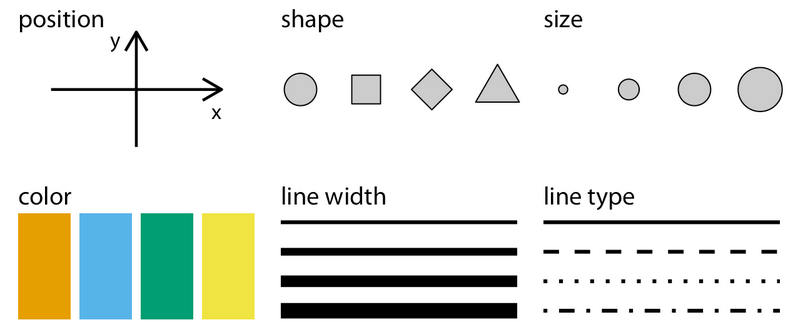 position
y
x
shape
size
color
line width
line type